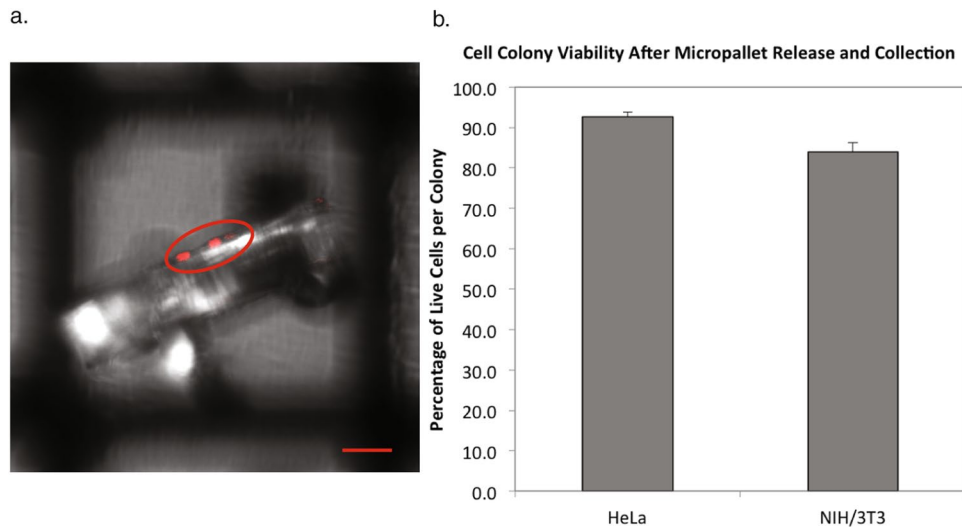 a.
b.
Cell Colony Viability After Micropallet Release and Collection
Percentage of Live Cells per Colony
100.0
90.0
80.0
70.0
60.0
50.0
40.0
30.0
20.0
10.0
0.0
HeLa
NIH/3T3